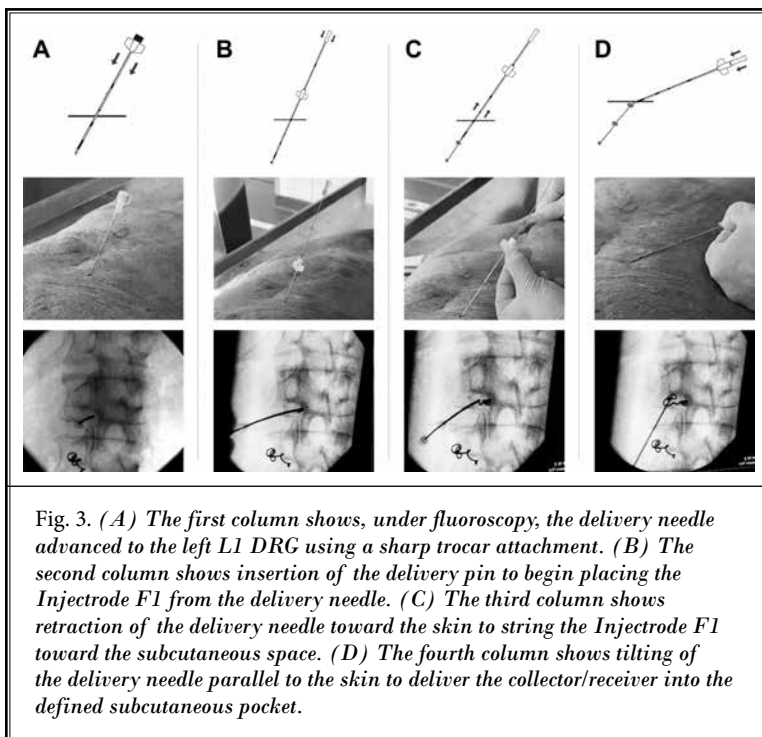 A
B
C
D
Fig. 3. (A) The first column shows, under fluoroscopy, the delivery needle
advanced to the left L1 DRG using a sharp trocar attachment. (B) The
second column shows insertion of the delivery pin to begin placing the
Injectrode F1 from the delivery needle. (C) The third column shows
retraction of the delivery needle toward the skin to string the Injectrode F1
toward the subcutaneous space. (D) The fourth column shows tilting of
the delivery needle parallel to the skin to deliver the collector/receiver into the
defined subcutaneous pocket.